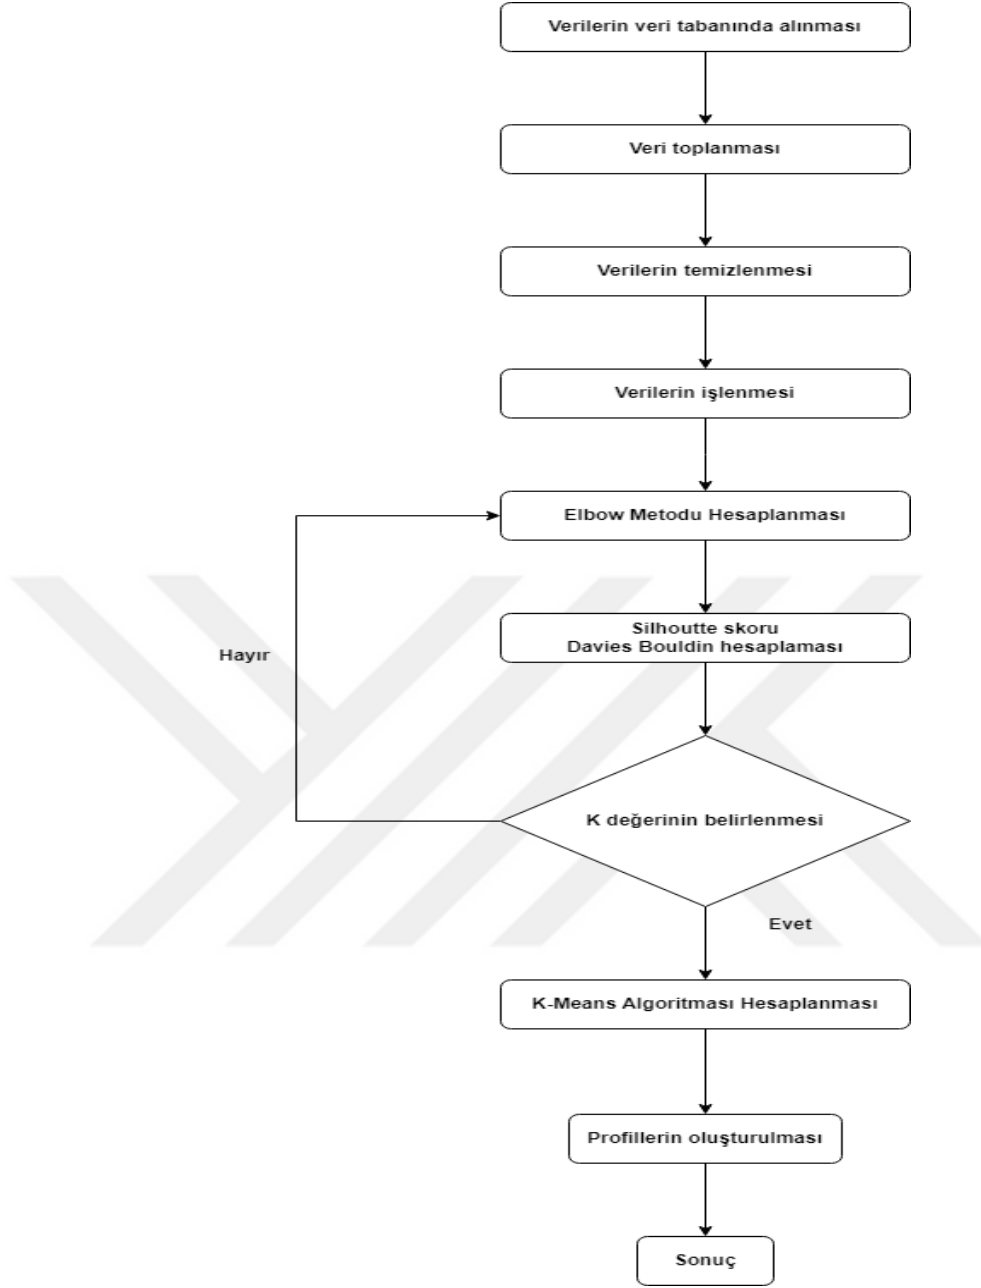 Verilerin veri tabanında alınması
Veri toplanması
Verilerin temizlenmesi
Verilerin işlenmesi
Elbow Metodu Hesaplanması
Silhoutte skoru
Davies Bouldin hesaplaması
Hayır
K değerinin belirlenmesi
Evet
K-Means Algoritması Hesaplanması
Profillerin oluşturulması
Sonuç